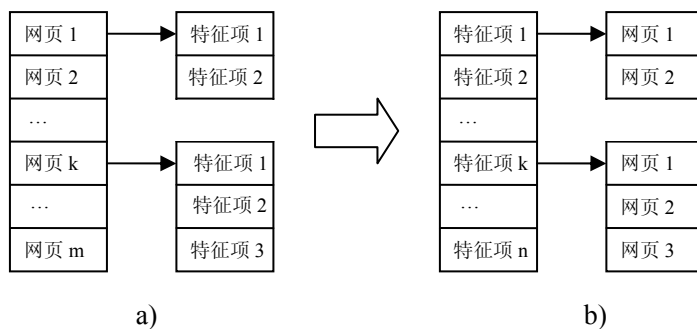 网页 1
网页 2
…
网页 k
…
网页 m
特征项 1
特征项 2
特征项 1
特征项 2
特征项 3
a)
特征项 1
特征项 2
…
特征项 k
…
特征项 n
网页 1
网页 2
网页 1
网页 2
网页 3
b)